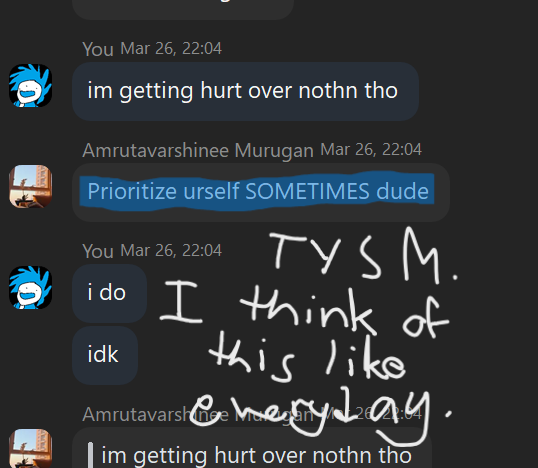 You Mar 26, 22:04
im getting hurt over nothn tho
Amrutavarshinee Murugan Mar 26, 22:04
Prioritize urself SOMETIMES dude
You Mar 26, 22:04
i do
idk
TYSM.
I think of
this like
everyday.
Amrutavarshinee Murugan Mar 26, 22:04
im getting hurt over nothn tho